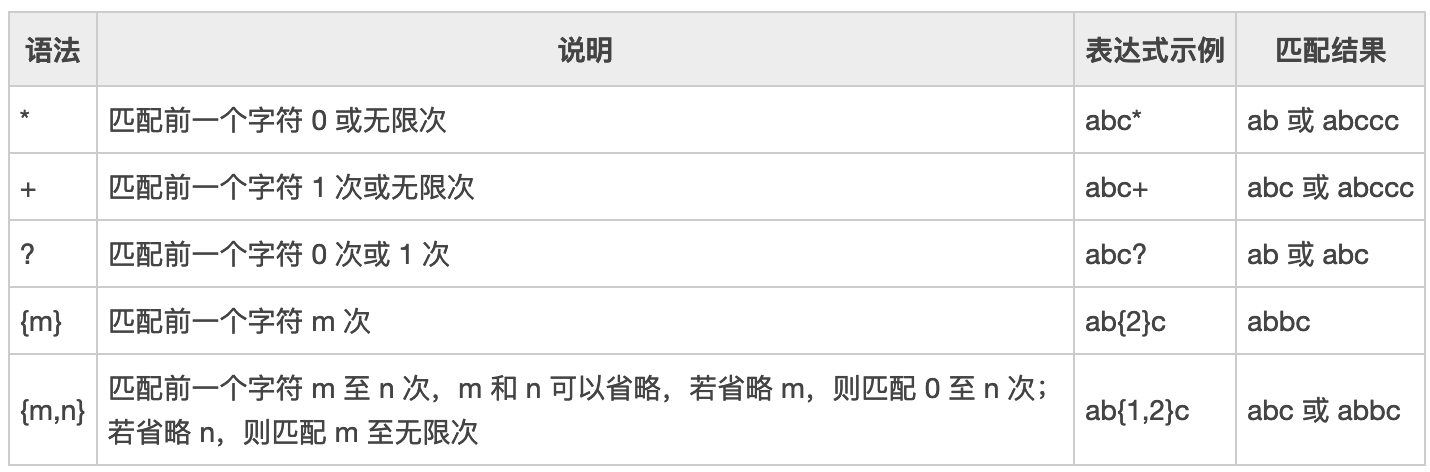 语法 说明 表达式示例 匹配结果
* 匹配前一个字符 0 或无限次 abc* ab 或 abccc
+ 匹配前一个字符 1 次或无限次 abc+ abc 或 abccc
? 匹配前一个字符 0 次或 1 次 abc? ab 或 abc
{m} 匹配前一个字符 m 次 ab{2}c abbc
{m,n} 匹配前一个字符 m 至 n 次，m 和 n 可以省略，若省略 m，则匹配 0 至 n 次；
若省略 n，则匹配 m 至无限次 ab{1,2}c abc 或 abbc